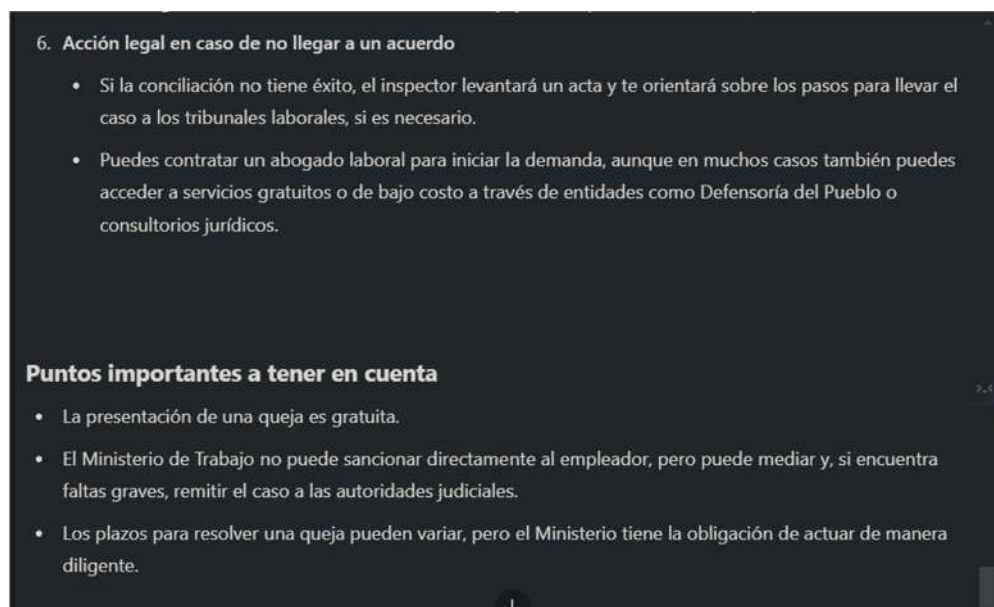 6. Acción legal en caso de no llegar a un acuerdo
• Si la conciliación no tiene éxito, el inspector levantará un acta y te orientará sobre los pasos para llevar el
caso a los tribunales laborales, si es necesario.
• Puedes contratar un abogado laboral para iniciar la demanda, aunque en muchos casos también puedes
acceder a servicios gratuitos o de bajo costo a través de entidades como Defensoría del Pueblo o
consultorios jurídicos.
Puntos importantes a tener en cuenta
• La presentación de una queja es gratuita.
• El Ministerio de Trabajo no puede sancionar directamente al empleador, pero puede mediar y, si encuentra
faltas graves, remitir el caso a las autoridades judiciales.
• Los plazos para resolver una queja pueden variar, pero el Ministerio tiene la obligación de actuar de manera
diligente.